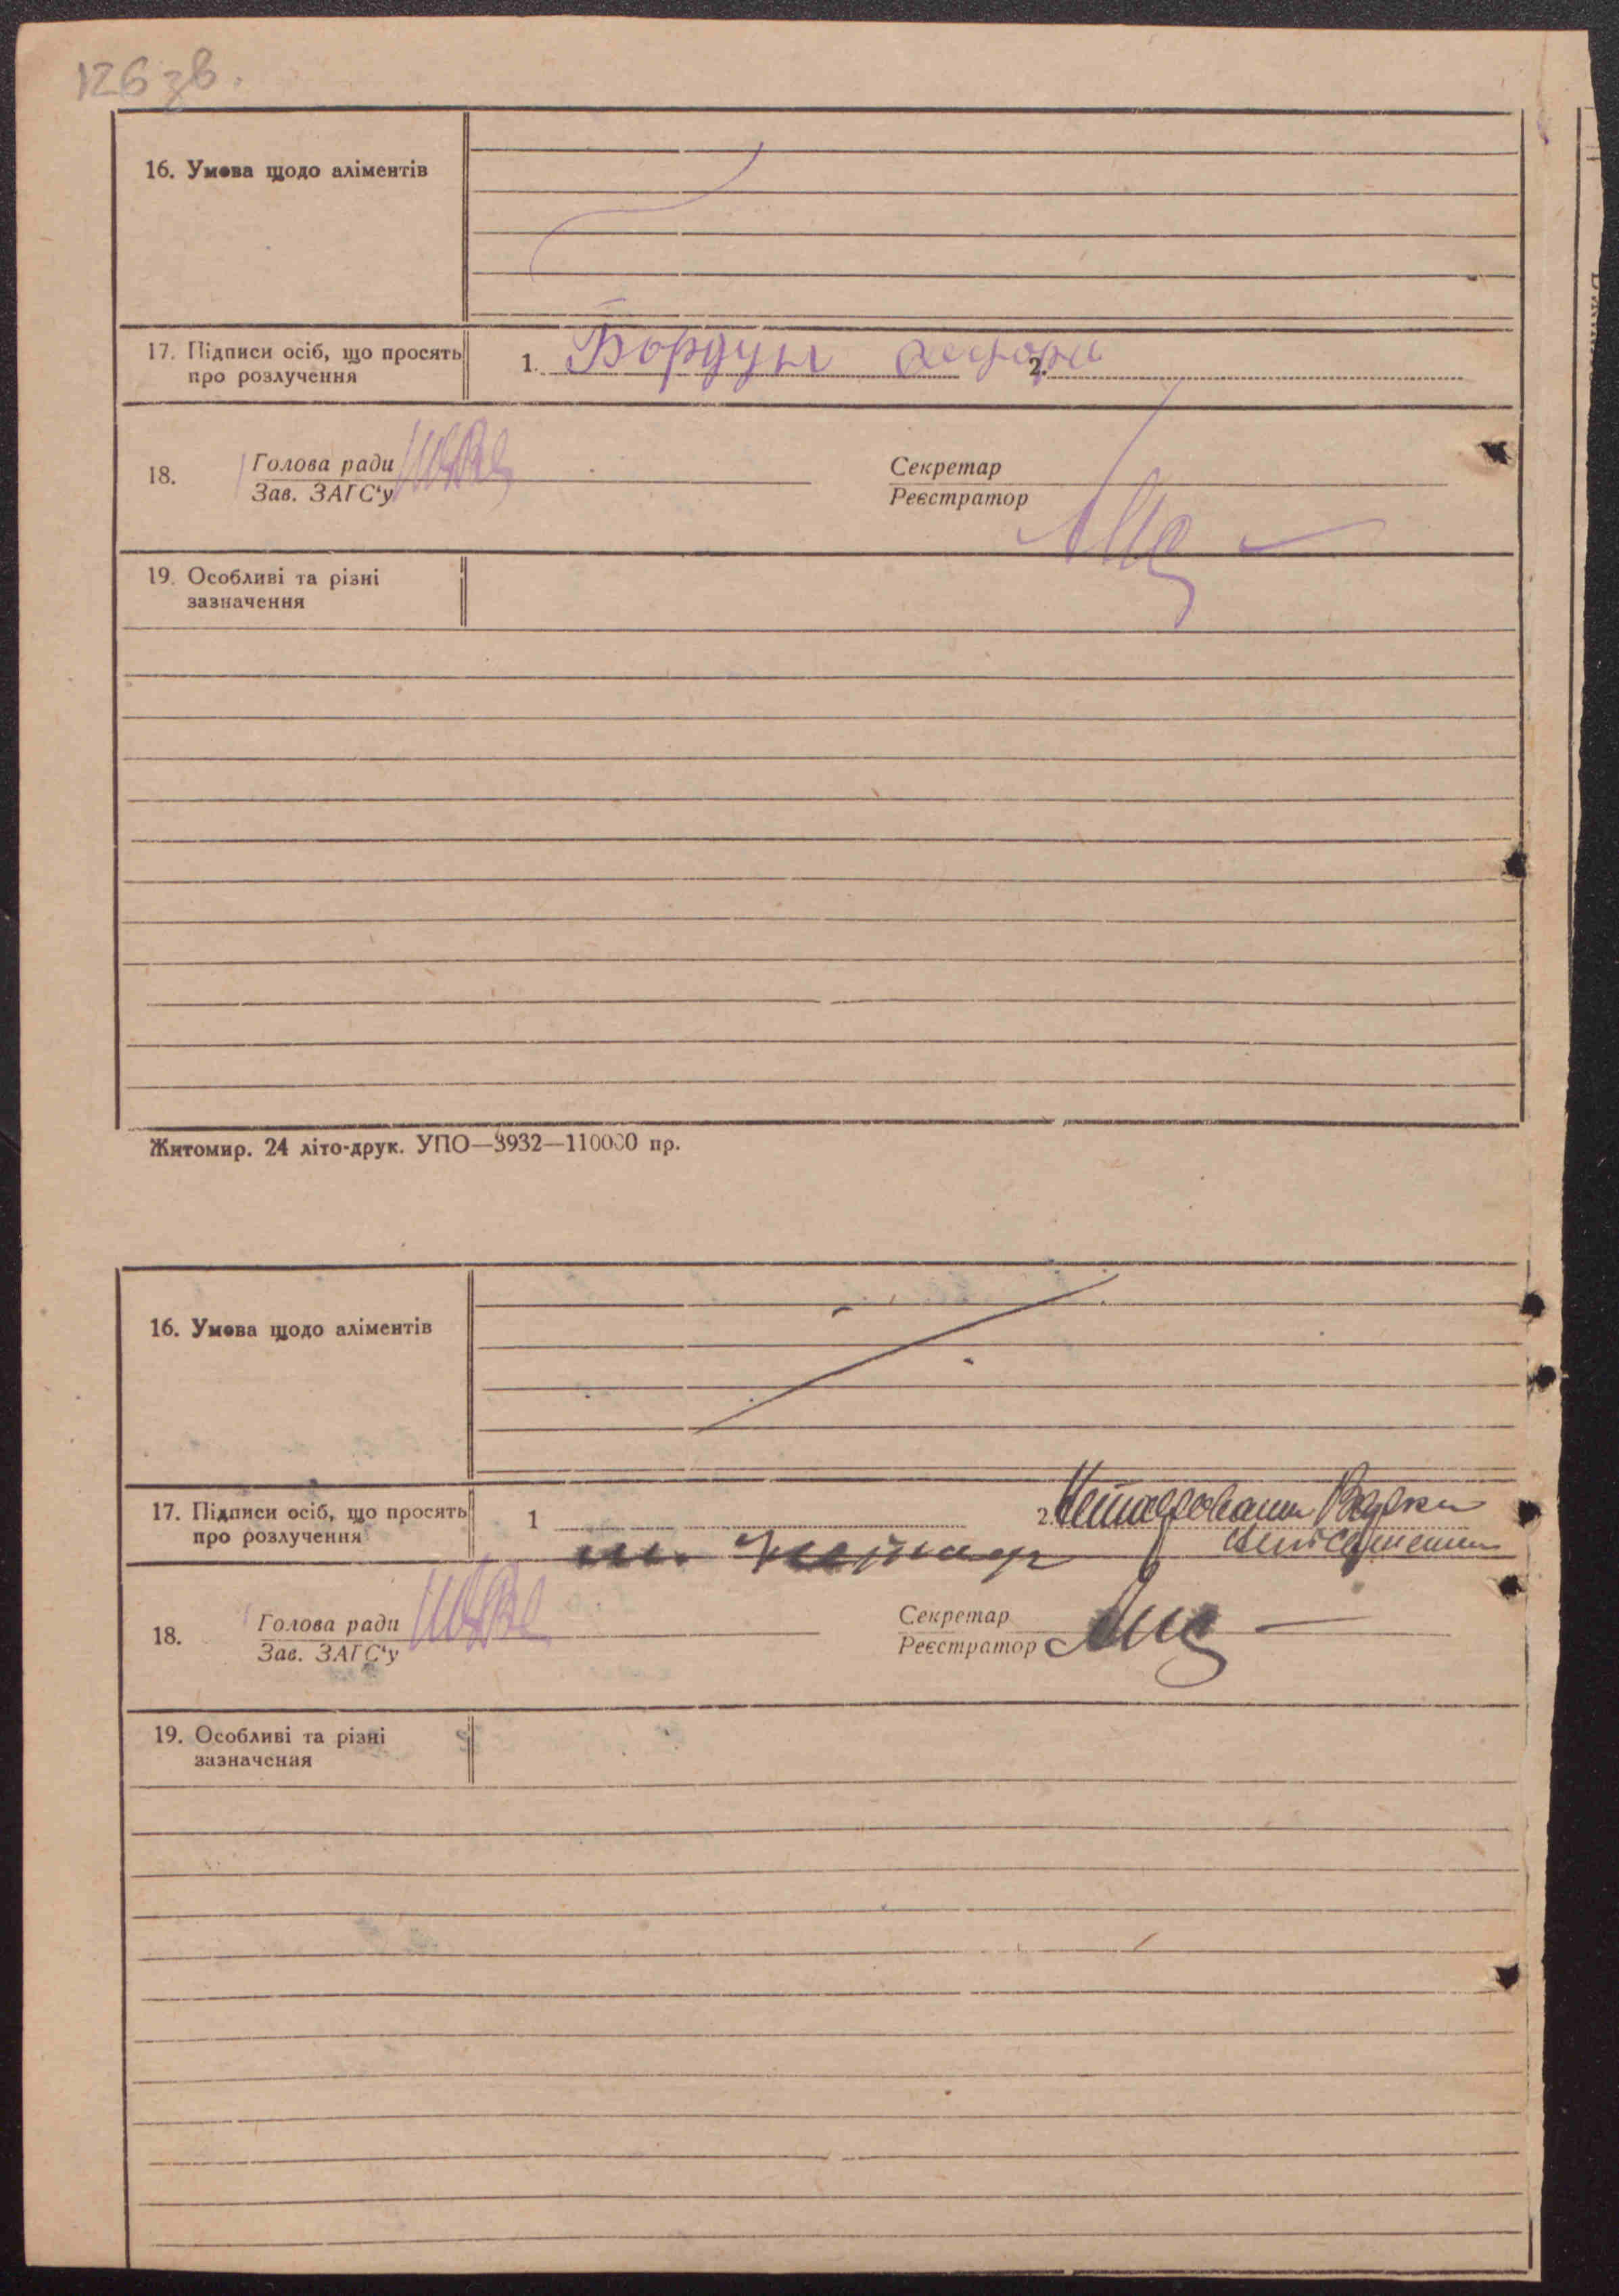 126 зв.
16. Умова щодо аліментів
17. Підписи осіб, що просять
про розлучення
1. Бордун 2.
18. Голова ради
Зав. ЗАГС'у
Секретар
Реєстратор
19. Особливі та різні
зазначення
Житомир. 24 літо-друк. УПО—3932—110000 пр.
16. Умова щодо аліментів
17. Підписи осіб, що просять
про розлучення
1 2.
18. Голова ради
Зав. ЗАГС'у
Секретар
Реєстратор
19. Особливі та різні
зазначення